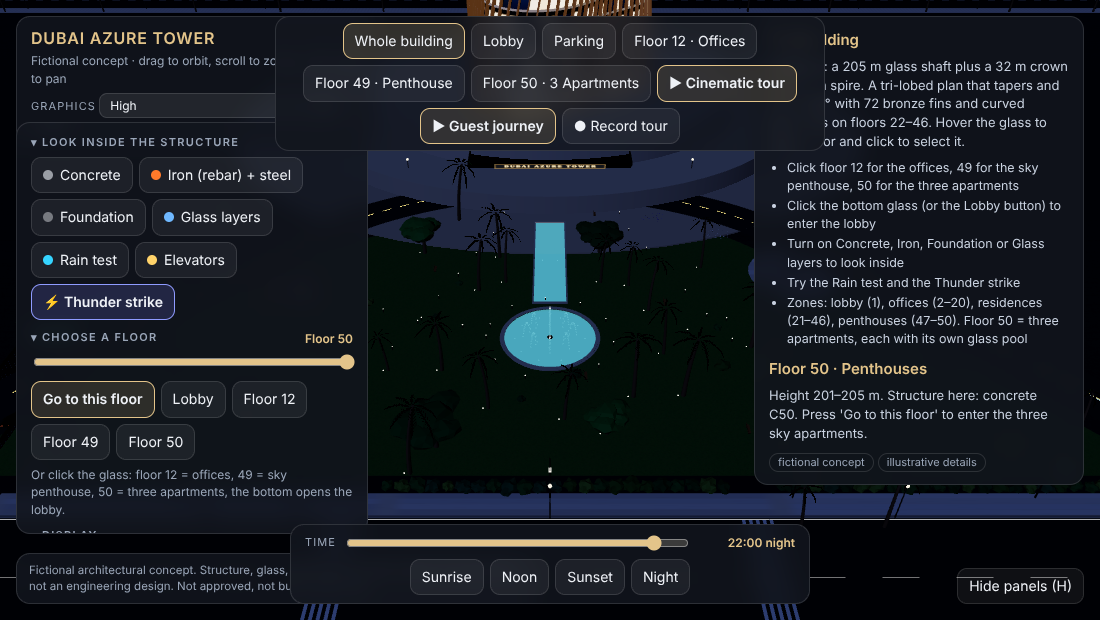 DUBAI AZURE TOWER
Fictional concept · drag to orbit, scroll to
to pan
GRAPHICS High
▾ LOOK INSIDE THE STRUCTURE
Concrete
Iron (rebar) + steel
Foundation
Glass layers
Rain test
Elevators
⚡ Thunder strike
▾ CHOOSE A FLOOR
Floor 50
Go to this floor
Lobby
Floor 12
Floor 49
Floor 50
Or click the glass: floor 12 = offices, 49 = sky
penthouse, 50 = three apartments, the bottom opens the
lobby.
Fictional architectural concept. Structure, glass,
not an engineering design. Not approved, not
Whole building
Lobby
Parking
Floor 12 · Offices
Floor 49 · Penthouse
Floor 50 · 3 Apartments
▶ Cinematic tour
▶ Guest journey
● Record tour
DUBAI AZURE TOWER
TIME
22:00 night
Sunrise
Noon
Sunset
Night
: a 205 m glass shaft plus a 32 m crown
spire. A tri-lobed plan that tapers and
° with 72 bronze fins and curved
on floors 22–46. Hover the glass to
and click to select it.
• Click floor 12 for the offices, 49 for the sky
penthouse, 50 for the three apartments
• Click the bottom glass (or the Lobby button) to
enter the lobby
• Turn on Concrete, Iron, Foundation or Glass
layers to look inside
• Try the Rain test and the Thunder strike
• Zones: lobby (1), offices (2–20), residences
(21–46), penthouses (47–50). Floor 50 = three
apartments, each with its own glass pool
Floor 50 · Penthouses
Height 201–205 m. Structure here: concrete
C50. Press 'Go to this floor' to enter the three
sky apartments.
fictional concept
illustrative details
Hide panels (H)